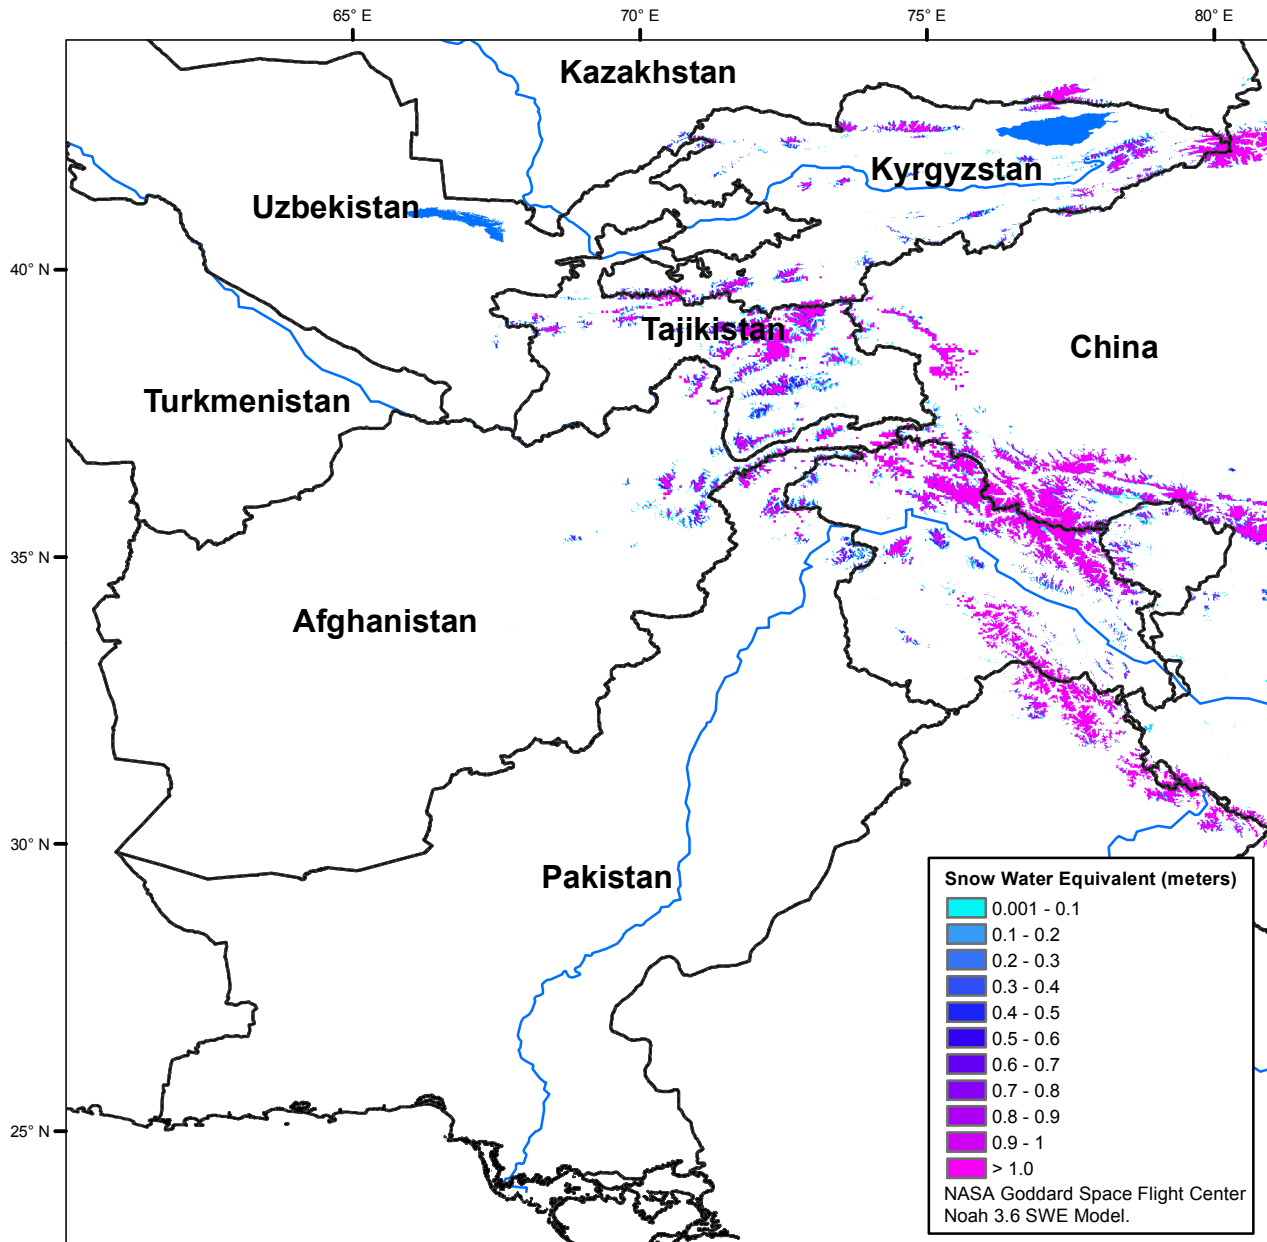 65° E
70° E
75° E
80° E
Kazakhstan
Kyrgyzstan
Uzbekistan
40° N
Tajikistan
China
Turkmenistan
35° N
Afghanistan
30° N
Pakistan
Snow Water Equivalent (meters)
0.001 - 0.1
0.1 - 0.2
0.2 - 0.3
0.3 - 0.4
0.4 - 0.5
0.5 - 0.6
0.6 - 0.7
0.7 - 0.8
0.8 - 0.9
0.9 - 1
> 1.0
NASA Goddard Space Flight Center
Noah 3.6 SWE Model.
25° N